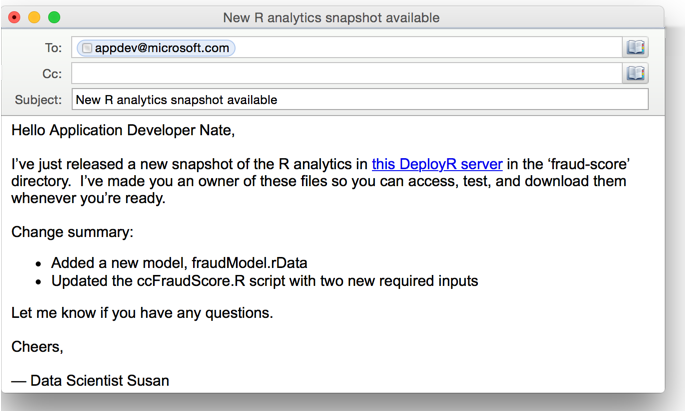 New R analytics snapshot available
To: appdev@microsoft.com
Cc:
Subject: New R analytics snapshot available
Hello Application Developer Nate,
I’ve just released a new snapshot of the R analytics in this DeployR server in the ‘fraud-score’
directory.  I’ve made you an owner of these files so you can access, test, and download them
whenever you’re ready.
Change summary:
• Added a new model, fraudModel.rData
• Updated the ccFraudScore.R script with two new required inputs
Let me know if you have any questions.
Cheers,
— Data Scientist Susan